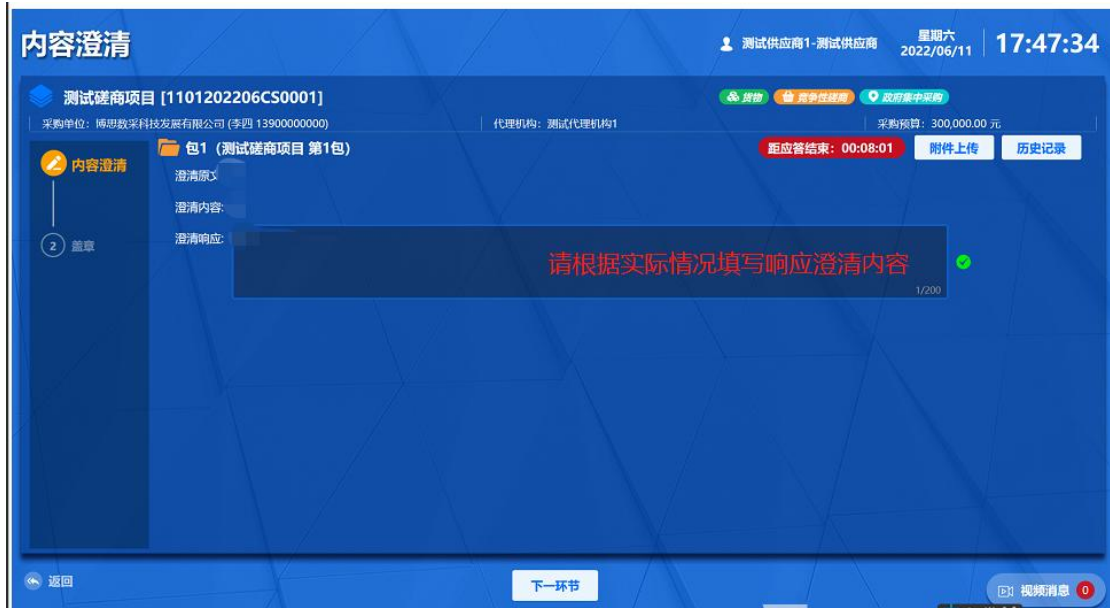 内容澄清
测试供应商1-测试供应商
星期六
2022/06/11
17:47:34
测试磋商项目 [1101202206CS0001]
货物
竞争性磋商
政府集中采购
采购单位：博思数采科技发展有限公司 (李四 13900000000)
代理机构：测试代理机构1
采购预算：300,000.00 元
内容澄清
包1（测试磋商项目 第1包）
距应答结束：00:08:01
附件上传
历史记录
澄清原文
澄清内容:
2 盖章
澄清响应:
请根据实际情况填写响应澄清内容
1/200
返回
下一环节
视频消息 0